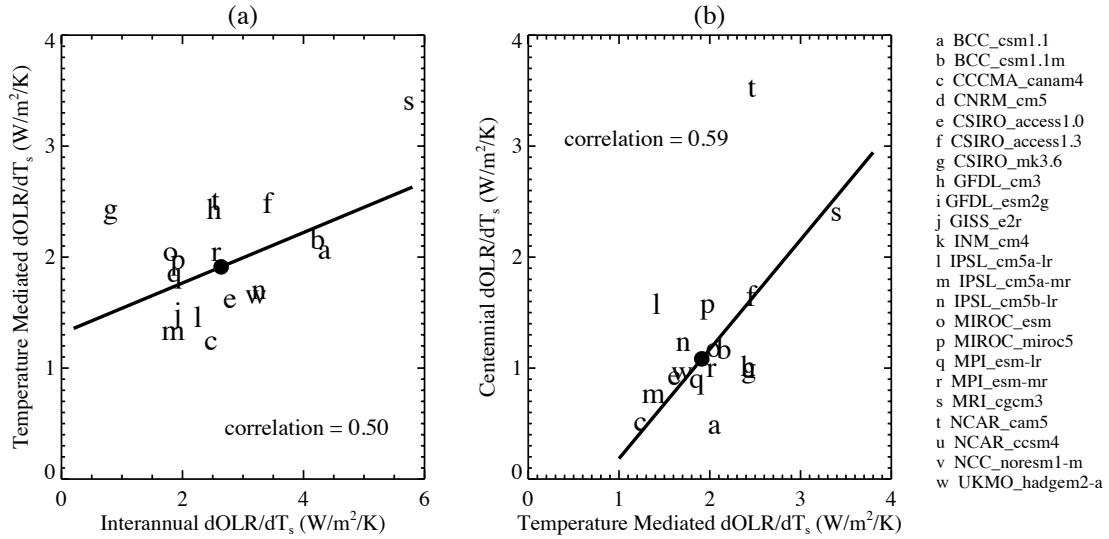 (a)
4
3
2
1
0
Temperature Mediated dOLR/dTs (W/m²/K)
s
g
t
h
f
b
a
o
p
q
r
e
w
n
j
l
m
c
correlation = 0.50
0 2 4 6
Interannual dOLR/dTs (W/m²/K)
(b)
4
3
2
1
0
Centennial dOLR/dTs (W/m²/K)
t
correlation = 0.59
s
f
l
p
n
o
b
r
h
g
e
w
q
m
c
a
0 1 2 3 4
Temperature Mediated dOLR/dTs (W/m²/K)
a BCC_csm1.1
b BCC_csm1.1m
c CCCMA_canam4
d CNRM_cm5
e CSIRO_access1.0
f CSIRO_access1.3
g CSIRO_mk3.6
h GFDL_cm3
i GFDL_esm2g
j GISS_e2r
k INM_cm4
l IPSL_cm5a-lr
m IPSL_cm5a-mr
n IPSL_cm5b-lr
o MIROC_esm
p MIROC_miroc5
q MPI_esm-lr
r MPI_esm-mr
s MRI_cgcm3
t NCAR_cam5
u NCAR_ccsm4
v NCC_noresm1-m
w UKMO_hadgem2-a